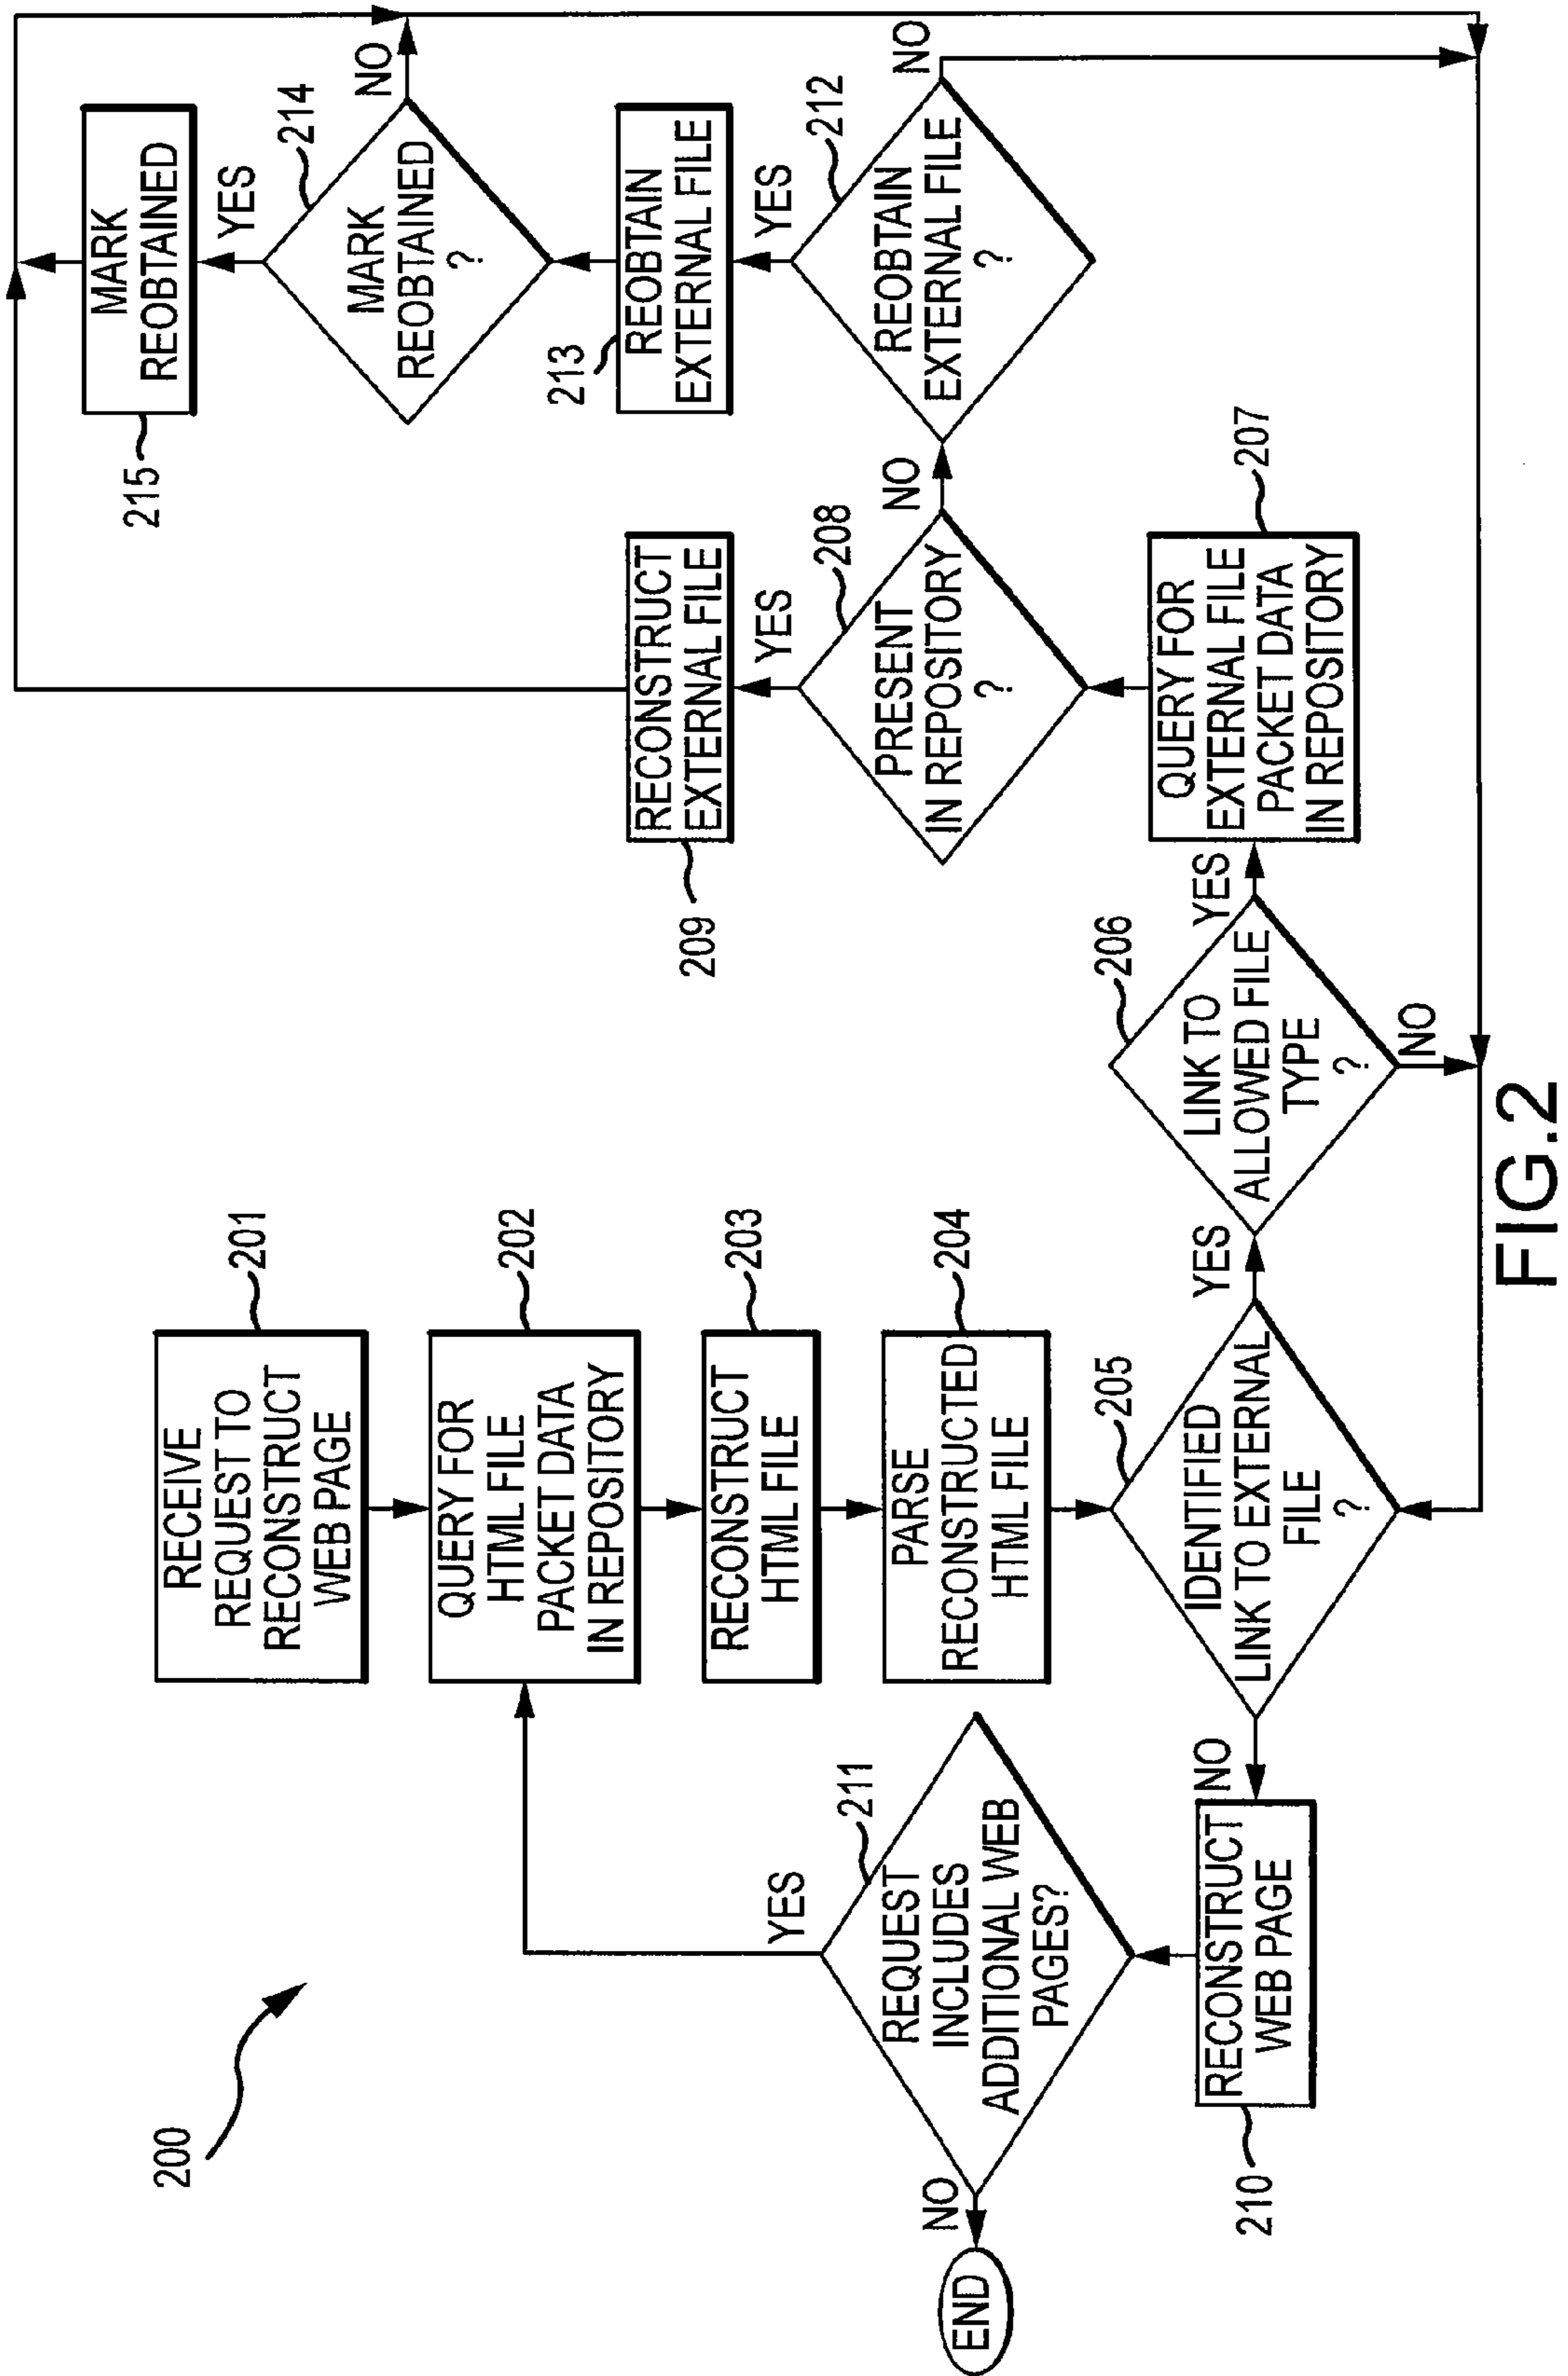 200
RECEIVE
REQUEST TO
RECONSTRUCT
WEB PAGE
201
QUERY FOR
HTML FILE
PACKET DATA
IN REPOSITORY
202
RECONSTRUCT
HTML FILE
203
PARSE
RECONSTRUCTED
HTML FILE
204
IDENTIFIED
LINK TO EXTERNAL
FILE
?
205
YES
NO
LINK TO
ALLOWED FILE
TYPE
?
206
YES
NO
QUERY FOR
EXTERNAL FILE
PACKET DATA
IN REPOSITORY
207
PRESENT
IN REPOSITORY
?
208
YES
NO
RECONSTRUCT
EXTERNAL FILE
209
RECONSTRUCT
WEB PAGE
210
REQUEST
INCLUDES
ADDITIONAL WEB
PAGES?
211
YES
NO
END
REOBTAIN
EXTERNAL FILE
?
212
YES
NO
REOBTAIN
EXTERNAL FILE
213
MARK
REOBTAINED
?
214
YES
NO
MARK
REOBTAINED
215
FIG.2